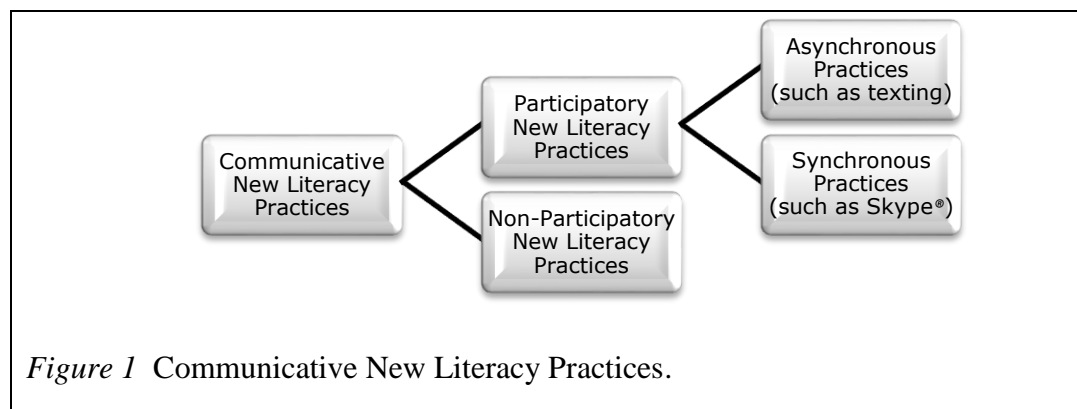 Communicative
New Literacy
Practices
Participatory
New Literacy
Practices
Non-Participatory
New Literacy
Practices
Asynchronous
Practices
(such as texting)
Synchronous
Practices
(such as Skype®)
Figure 1 Communicative New Literacy Practices.